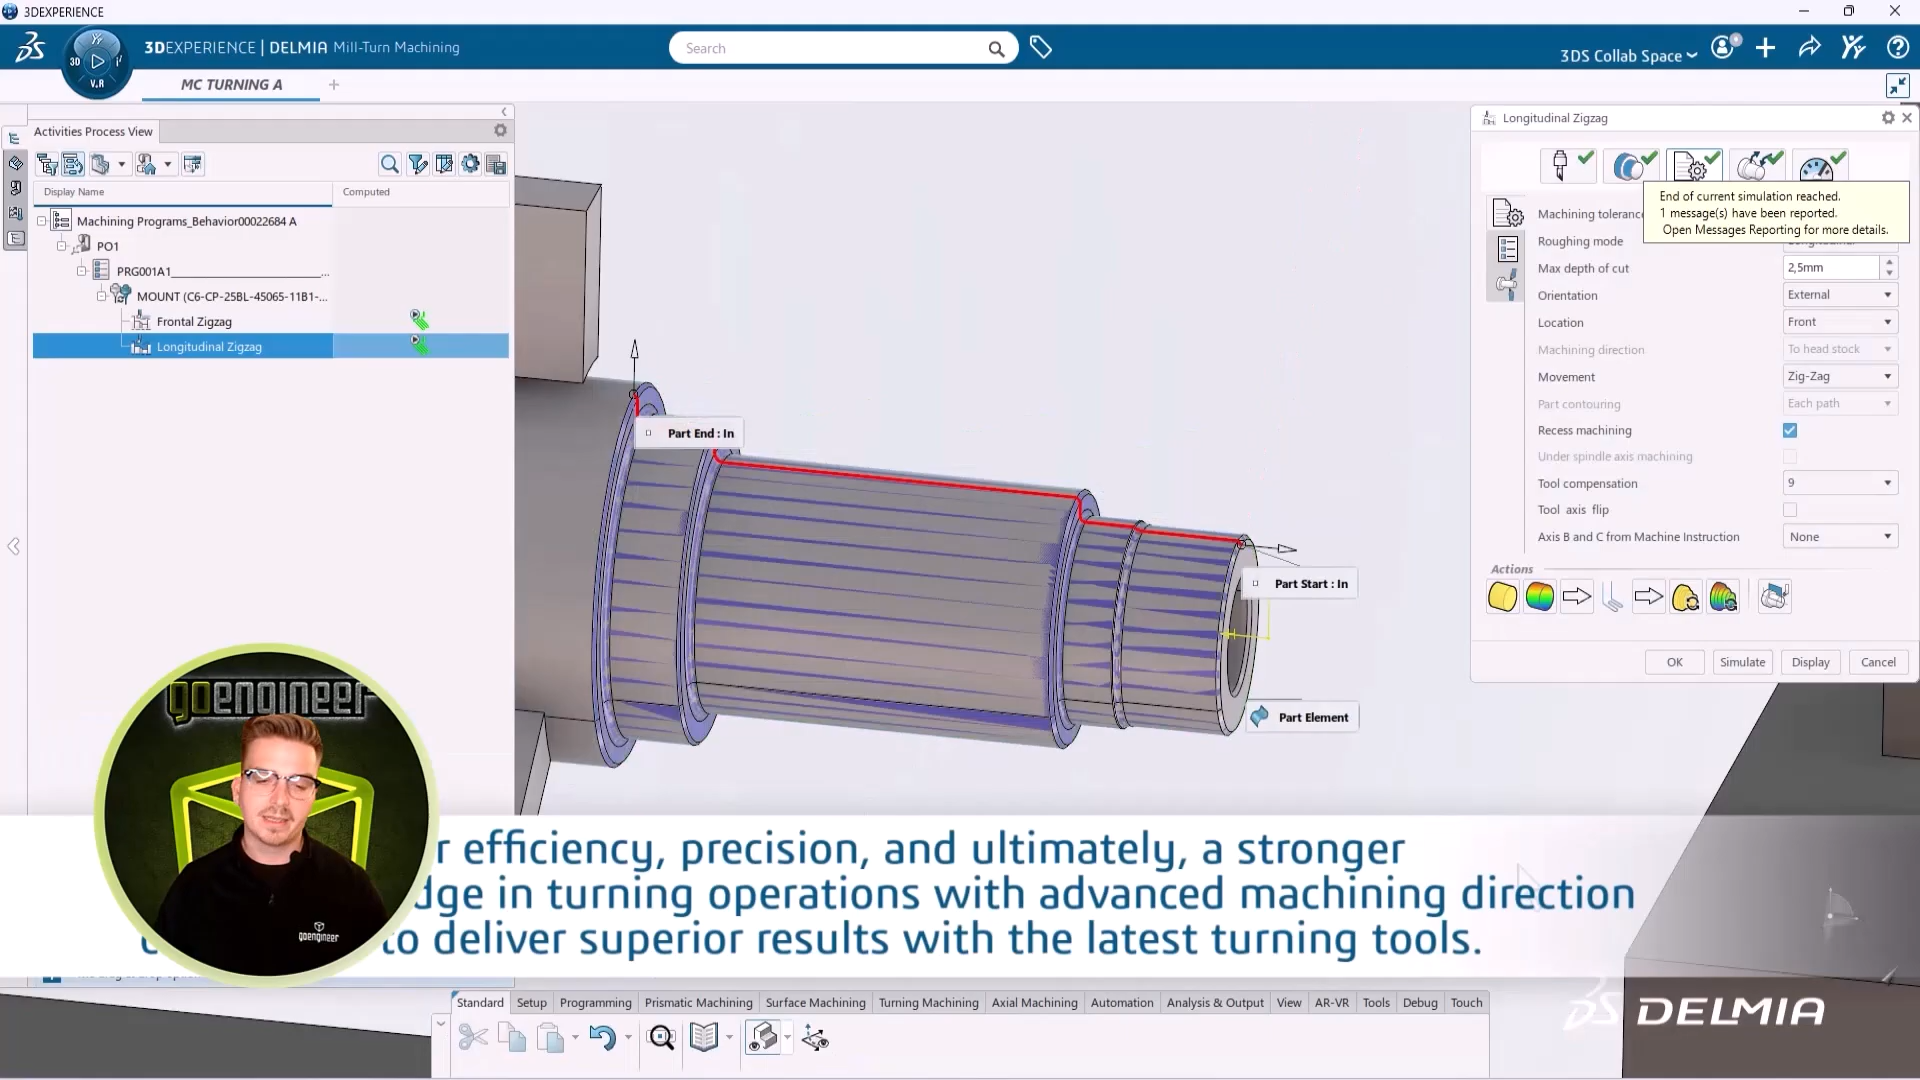 3DEXPERIENCE
3DEXPERIENCE | DELMIA Mill-Turn Machining
Search
3DS Collab Space
3D
V.R
MC TURNING A
Activities Process View
Display Name
Computed
Machining Programs_Behavior00022684 A
PO1
PRG001A1_______________________...
MOUNT (C6-CP-25BL-45065-11B1-...
Frontal Zigzag
Longitudinal Zigzag
Part End : In
Part Start : In
Part Element
Longitudinal Zigzag
End of current simulation reached.
1 message(s) have been reported.
Open Messages Reporting for more details.
Machining tolerance
Roughing mode
Max depth of cut
2,5mm
Orientation
External
Location
Front
Machining direction
To head stock
Movement
Zig-Zag
Part contouring
Each path
Recess machining
Under spindle axis machining
Tool compensation
9
Tool axis flip
Axis B and C from Machine Instruction
None
Actions
OK
Simulate
Display
Cancel
goengineer
goengineer
r efficiency, precision, and ultimately, a stronger
dge in turning operations with advanced machining direction
to deliver superior results with the latest turning tools.
Standard
Setup
Programming
Prismatic Machining
Surface Machining
Turning Machining
Axial Machining
Automation
Analysis & Output
View
AR-VR
Tools
Debug
Touch
DELMIA